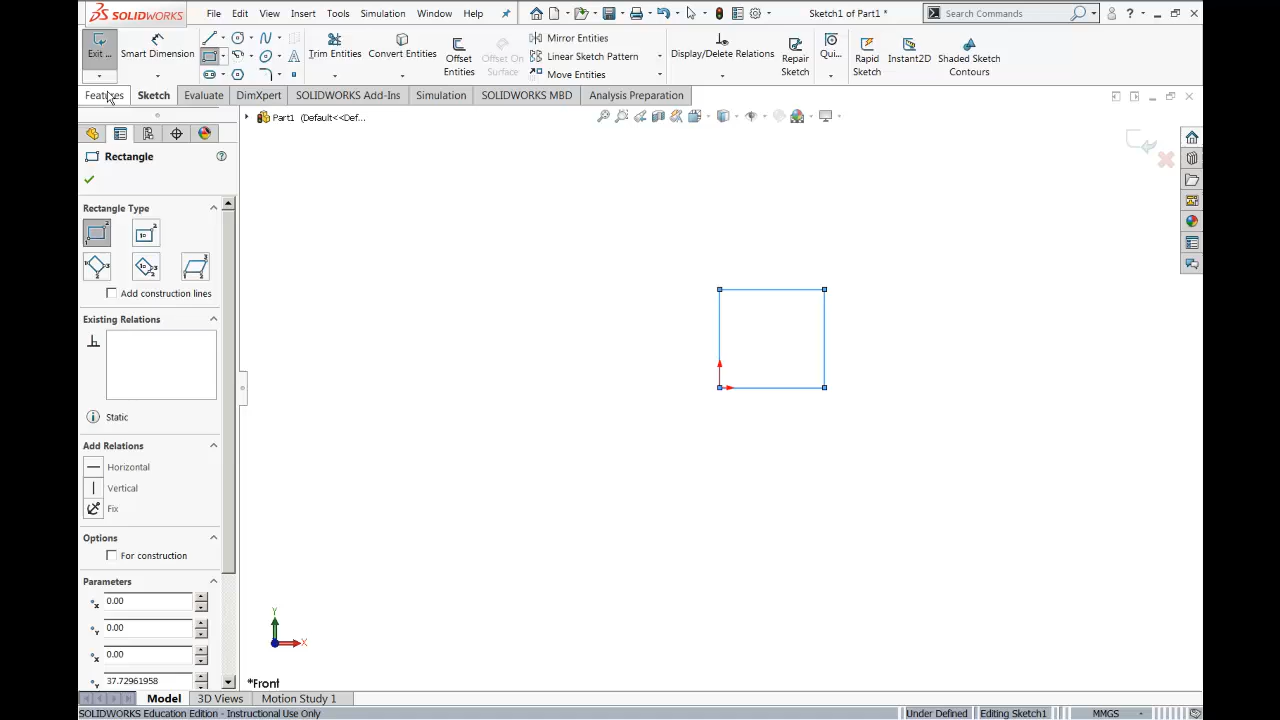 SOLIDWORKS File Edit View Insert Tools Simulation Window Help Sketch1 of Part1 * Search Commands ?
Exit ... Smart Dimension Trim Entities Convert Entities Offset Entities Offset On Surface Mirror Entities Linear Sketch Pattern Move Entities Display/Delete Relations Repair Sketch Qui... Rapid Sketch Instant2D Shaded Sketch Contours
Features Sketch Evaluate DimXpert SOLIDWORKS Add-Ins Simulation SOLIDWORKS MBD Analysis Preparation
Part1 (Default<<Def...
Rectangle ?
Rectangle Type
Add construction lines
Existing Relations
Static
Add Relations
Horizontal
Vertical
Fix
Options
For construction
Parameters
0.00
0.00
0.00
37.72961958
Y
X
*Front
Model 3D Views Motion Study 1
SOLIDWORKS Education Edition - Instructional Use Only Under Defined Editing Sketch1 MMGS